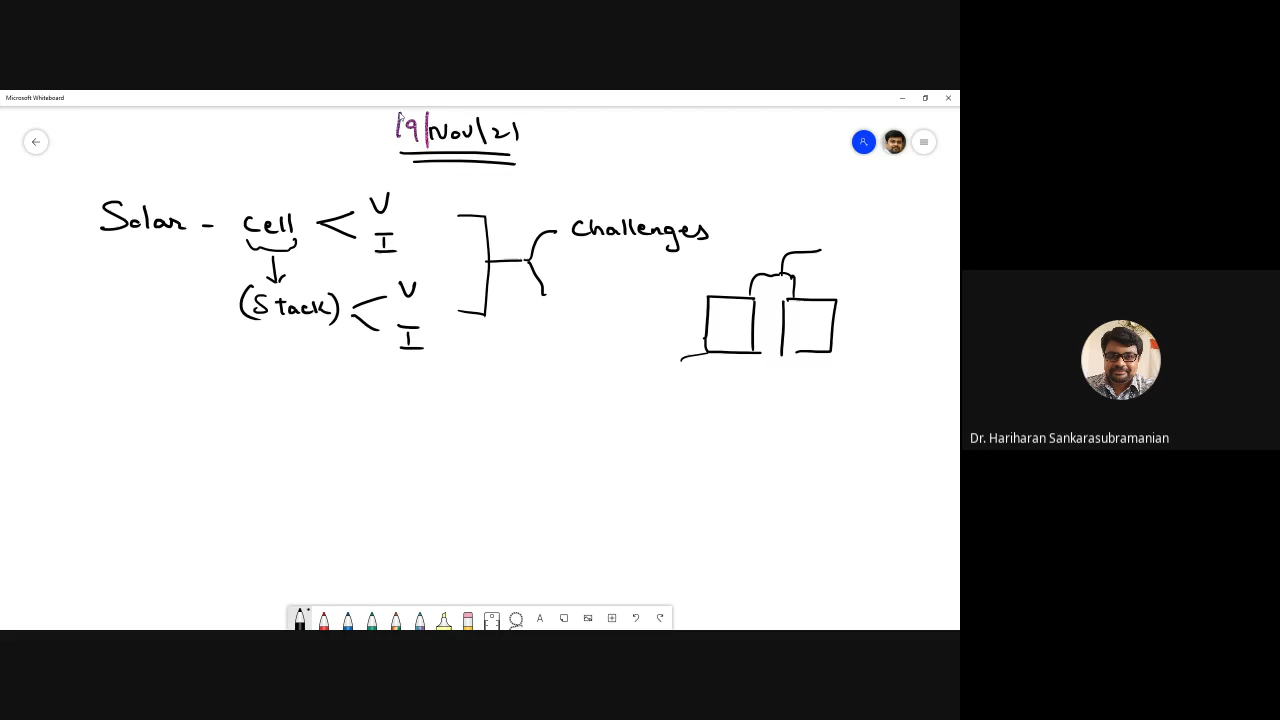 Microsoft Whiteboard
19/Nov/21
Solar - Cell < V
I
Challenges
(Stack) < V
I
A
Dr. Hariharan Sankarasubramanian